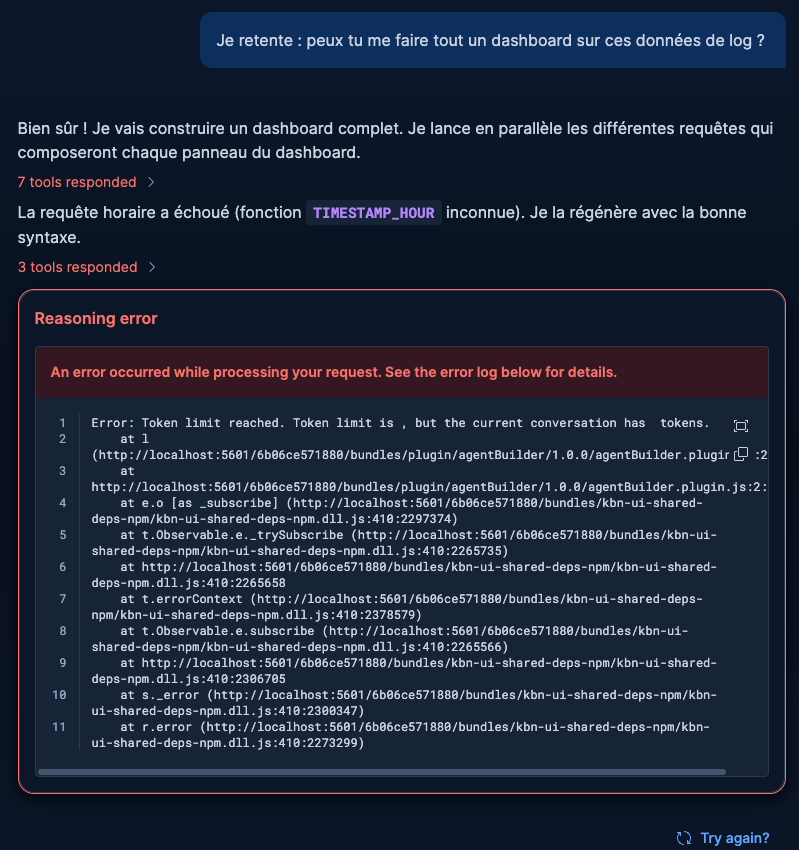 Je retente : peux tu me faire tout un dashboard sur ces données de log ?
Bien sûr ! Je vais construire un dashboard complet. Je lance en parallèle les différentes requêtes qui
composeront chaque panneau du dashboard.
7 tools responded
La requête horaire a échoué (fonction TIMESTAMP_HOUR inconnue). Je la régénère avec la bonne
syntaxe.
3 tools responded
Reasoning error
An error occurred while processing your request. See the error log below for details.
1 Error: Token limit reached. Token limit is , but the current conversation has  tokens.
2 at l
(http://localhost:5601/6b06ce571880/bundles/plugin/agentBuilder/1.0.0/agentBuilder.plugin :2
3 at
http://localhost:5601/6b06ce571880/bundles/plugin/agentBuilder/1.0.0/agentBuilder.plugin.js:2:
4 at e.o [as _subscribe] (http://localhost:5601/6b06ce571880/bundles/kbn-ui-shared-
deps-npm/kbn-ui-shared-deps-npm.dll.js:410:2297374)
5 at t.Observable.e._trySubscribe (http://localhost:5601/6b06ce571880/bundles/kbn-ui-
shared-deps-npm/kbn-ui-shared-deps-npm.dll.js:410:2265735)
6 at http://localhost:5601/6b06ce571880/bundles/kbn-ui-shared-deps-npm/kbn-ui-shared-
deps-npm.dll.js:410:2265658
7 at t.errorContext (http://localhost:5601/6b06ce571880/bundles/kbn-ui-shared-deps-
npm/kbn-ui-shared-deps-npm.dll.js:410:2378579)
8 at t.Observable.e.subscribe (http://localhost:5601/6b06ce571880/bundles/kbn-ui-
shared-deps-npm/kbn-ui-shared-deps-npm.dll.js:410:2265566)
9 at http://localhost:5601/6b06ce571880/bundles/kbn-ui-shared-deps-npm/kbn-ui-shared-
deps-npm.dll.js:410:2306705
10 at s._error (http://localhost:5601/6b06ce571880/bundles/kbn-ui-shared-deps-npm/kbn-
ui-shared-deps-npm.dll.js:410:2300347)
11 at r.error (http://localhost:5601/6b06ce571880/bundles/kbn-ui-shared-deps-npm/kbn-
ui-shared-deps-npm.dll.js:410:2273299)
Try again?